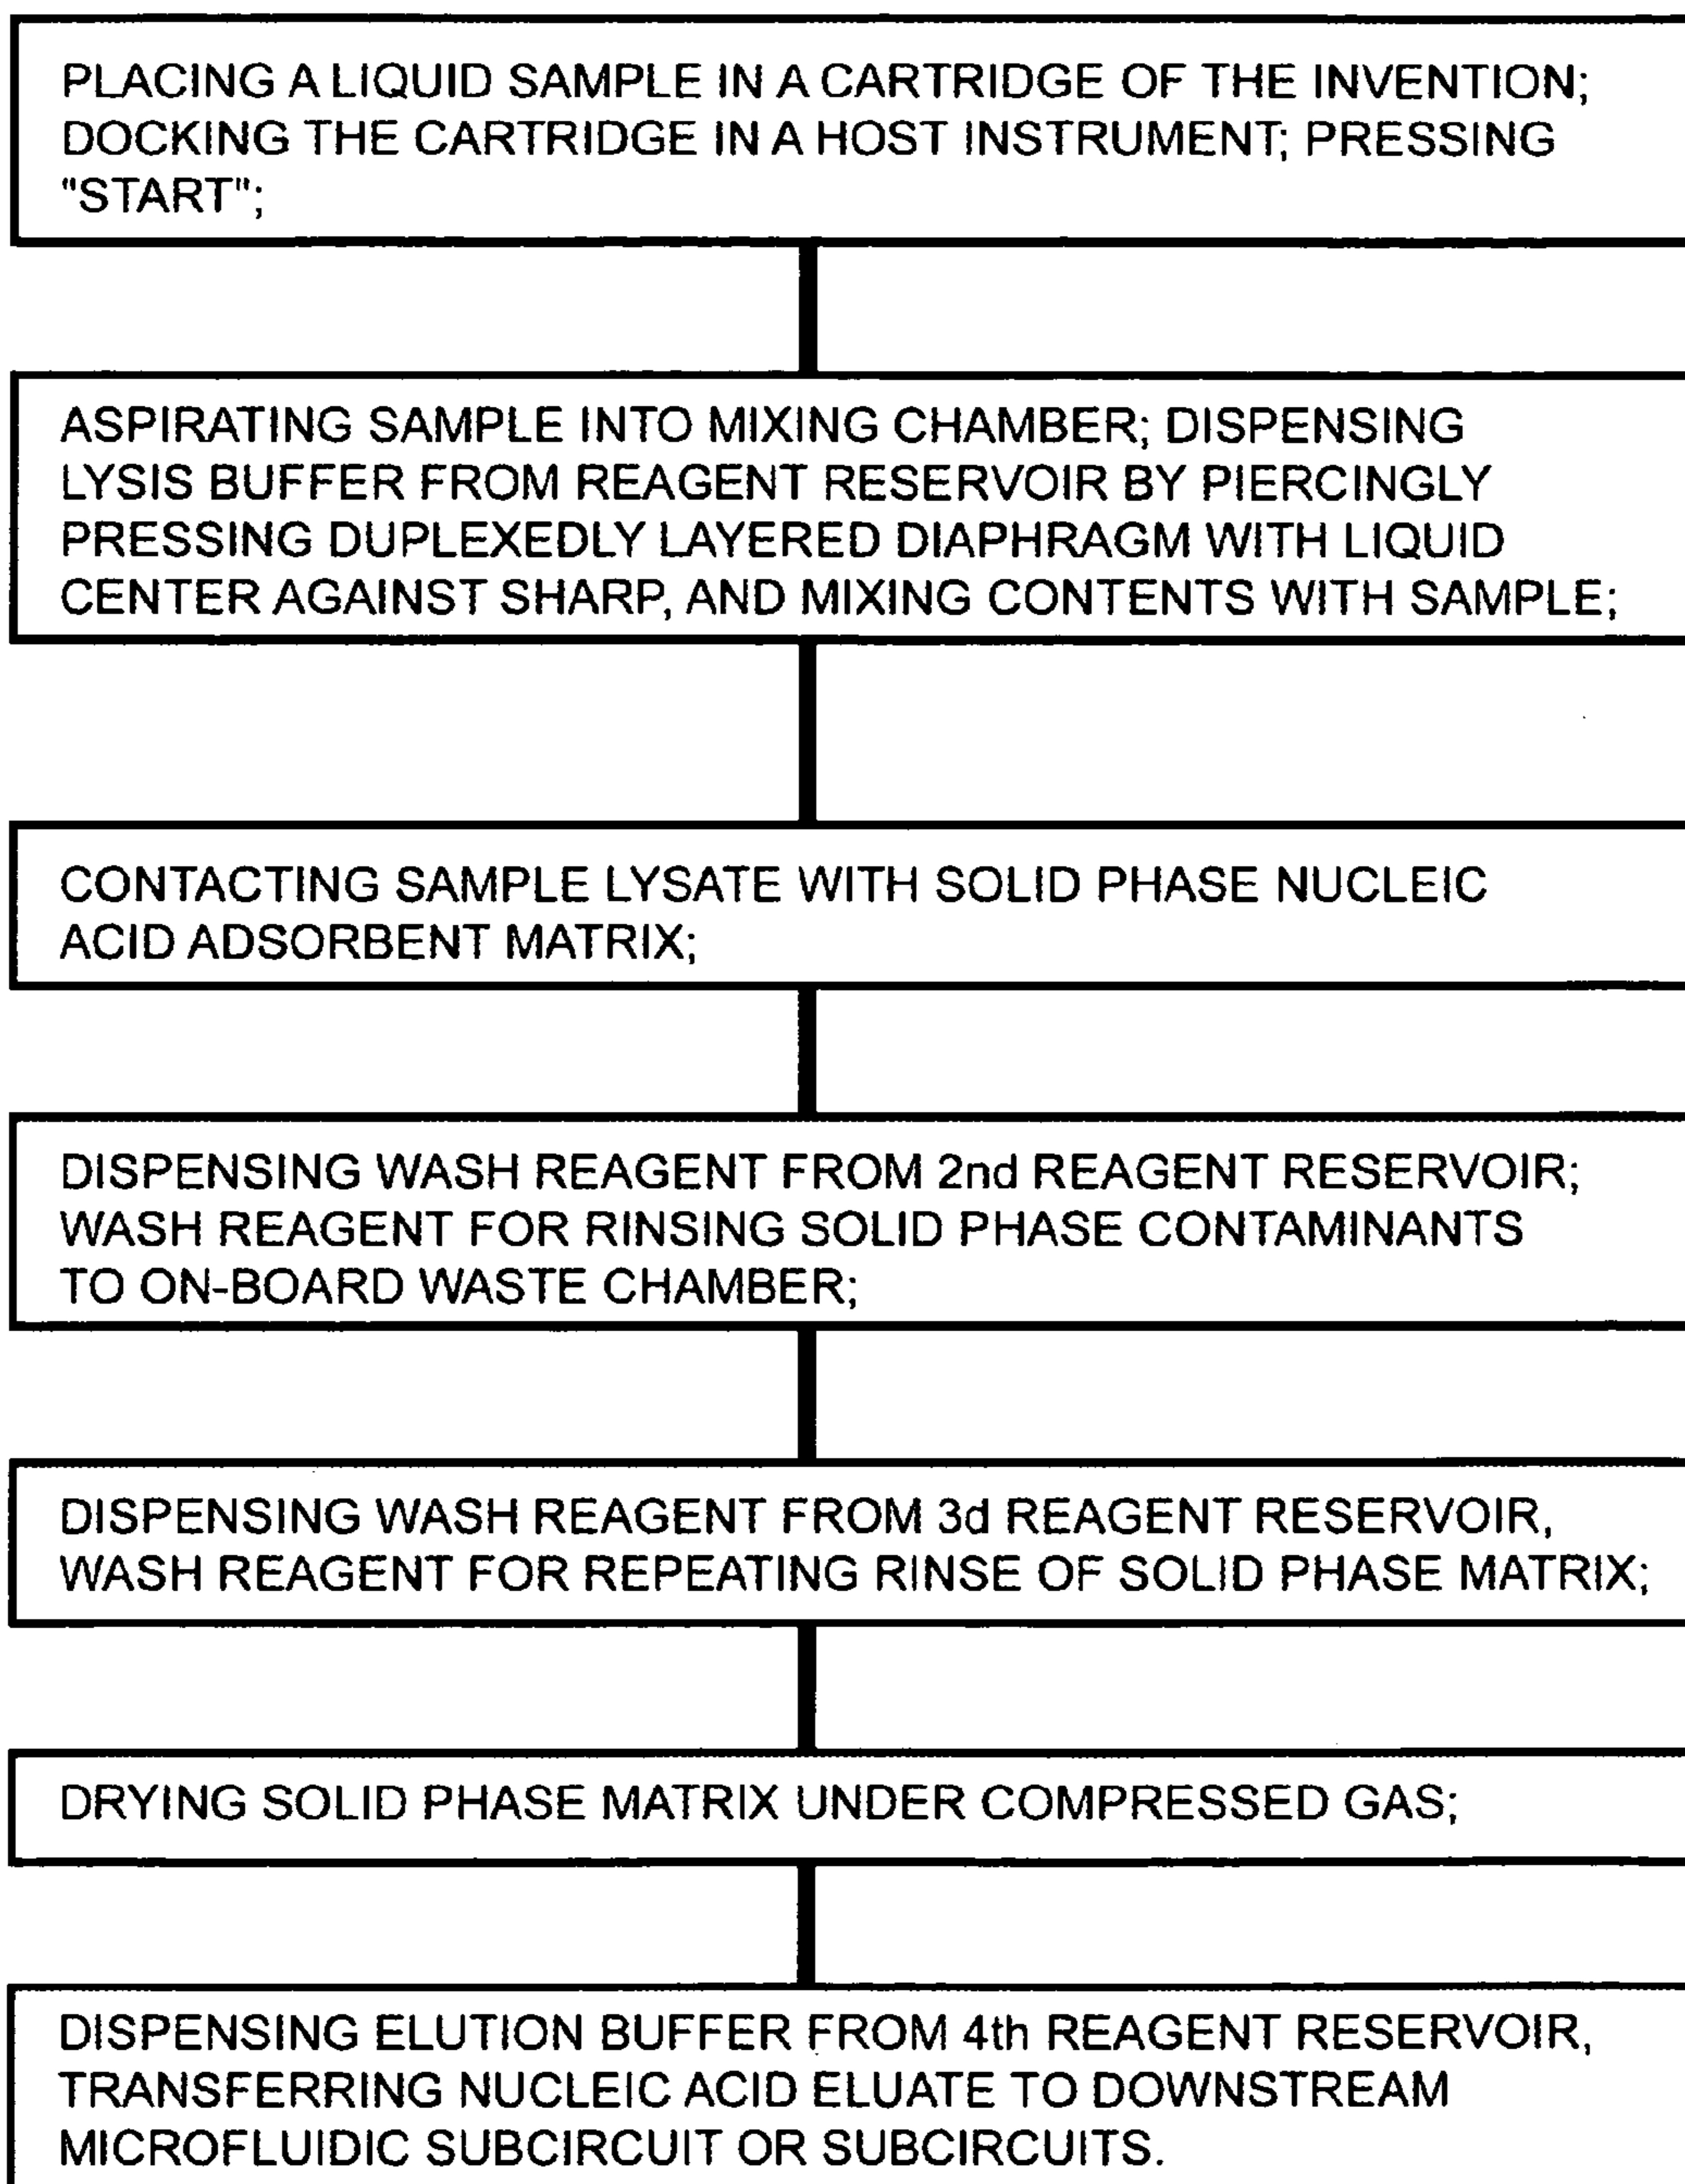 PLACING A LIQUID SAMPLE IN A CARTRIDGE OF THE INVENTION;
DOCKING THE CARTRIDGE IN A HOST INSTRUMENT; PRESSING
"START";
ASPIRATING SAMPLE INTO MIXING CHAMBER; DISPENSING
LYSIS BUFFER FROM REAGENT RESERVOIR BY PIERCINGLY
PRESSING DUPLEXEDLY LAYERED DIAPHRAGM WITH LIQUID
CENTER AGAINST SHARP, AND MIXING CONTENTS WITH SAMPLE;
CONTACTING SAMPLE LYSATE WITH SOLID PHASE NUCLEIC
ACID ADSORBENT MATRIX;
DISPENSING WASH REAGENT FROM 2nd REAGENT RESERVOIR;
WASH REAGENT FOR RINSING SOLID PHASE CONTAMINANTS
TO ON-BOARD WASTE CHAMBER;
DISPENSING WASH REAGENT FROM 3d REAGENT RESERVOIR,
WASH REAGENT FOR REPEATING RINSE OF SOLID PHASE MATRIX;
DRYING SOLID PHASE MATRIX UNDER COMPRESSED GAS;
DISPENSING ELUTION BUFFER FROM 4th REAGENT RESERVOIR,
TRANSFERRING NUCLEIC ACID ELUATE TO DOWNSTREAM
MICROFLUIDIC SUBCIRCUIT OR SUBCIRCUITS.